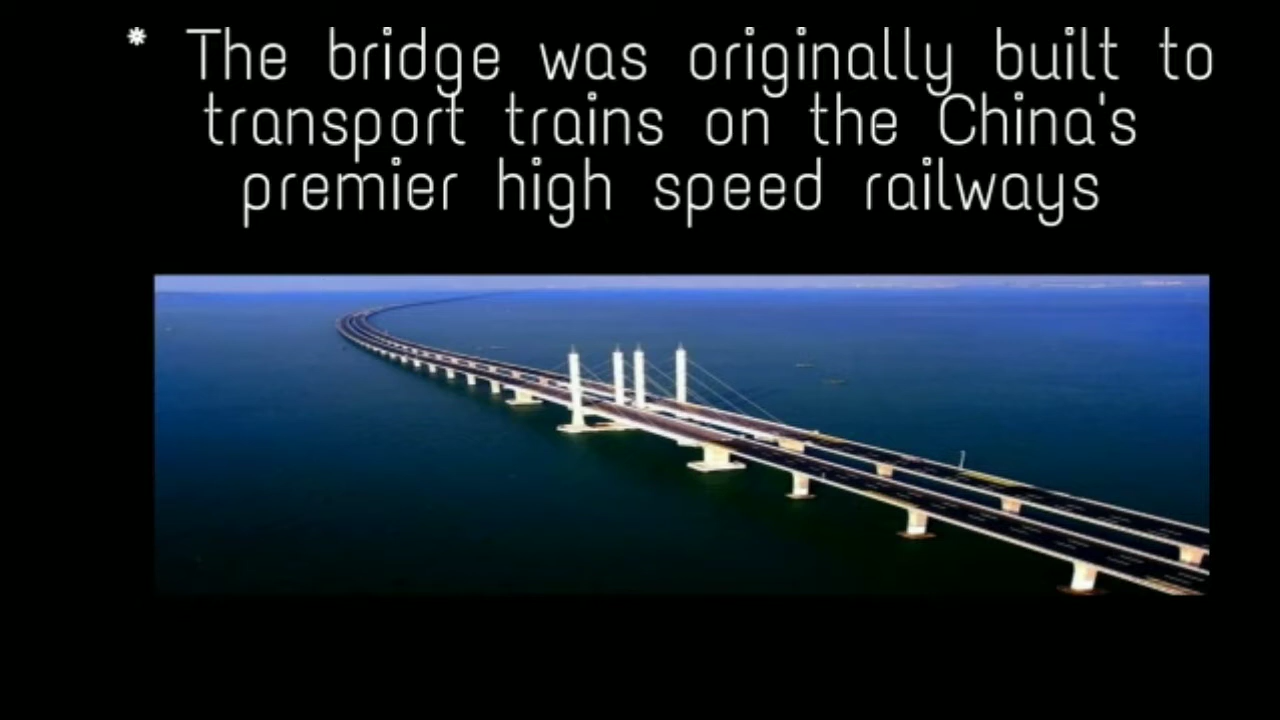 * The bridge was originally built to
transport trains on the China's
premier high speed railways